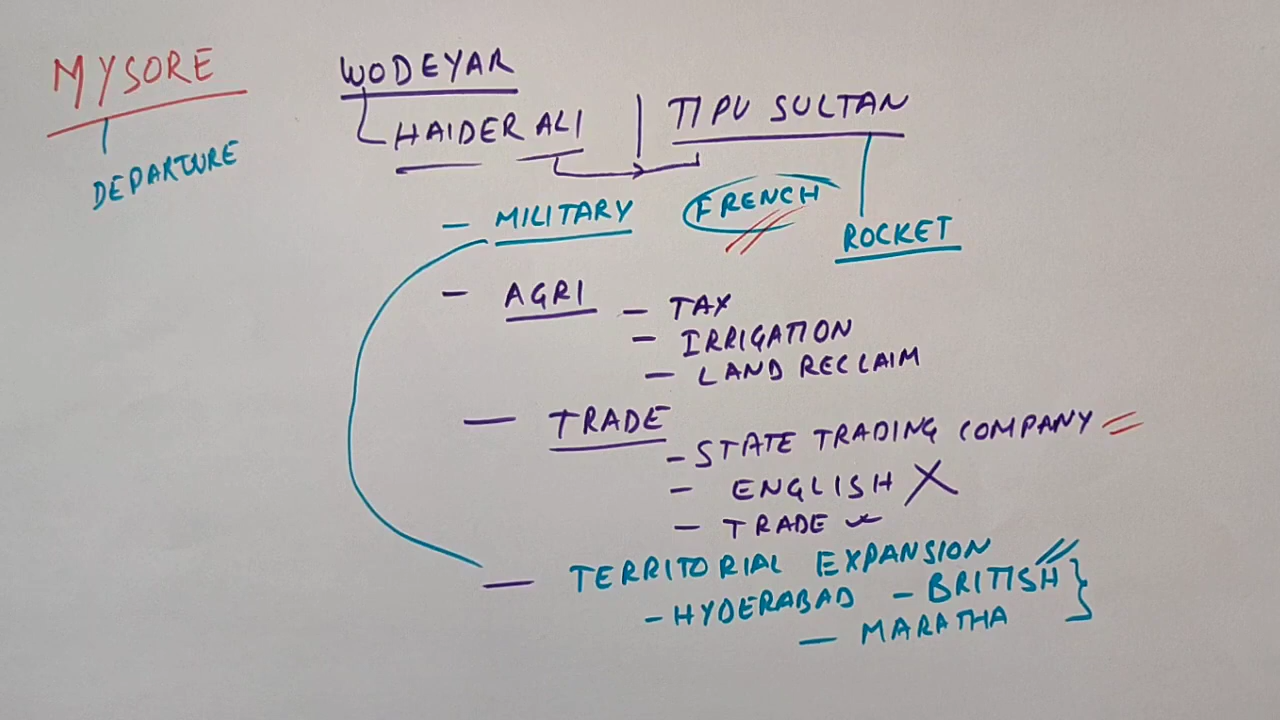 MYSORE
DEPARTURE
WODEYAR
HAIDER ALI | TIPU SULTAN
- MILITARY FRENCH ROCKET
- AGRI - TAX
- IRRIGATION
- LAND RECLAIM
- TRADE
- STATE TRADING COMPANY
- ENGLISH X
- TRADE ✓
- TERRITORIAL EXPANSION
- HYDERABAD - BRITISH
- MARATHA